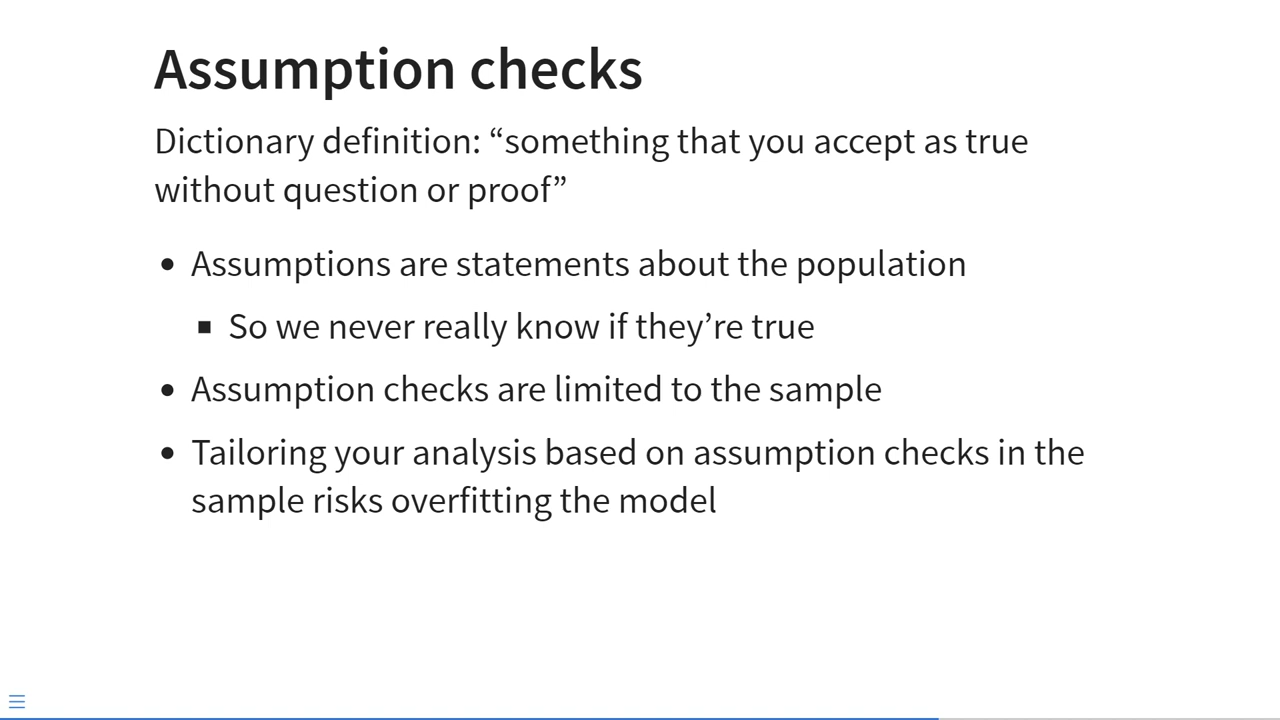 Assumption checks
Dictionary definition: “something that you accept as true
without question or proof”
• Assumptions are statements about the population
▪ So we never really know if they’re true
• Assumption checks are limited to the sample
• Tailoring your analysis based on assumption checks in the
sample risks overfitting the model